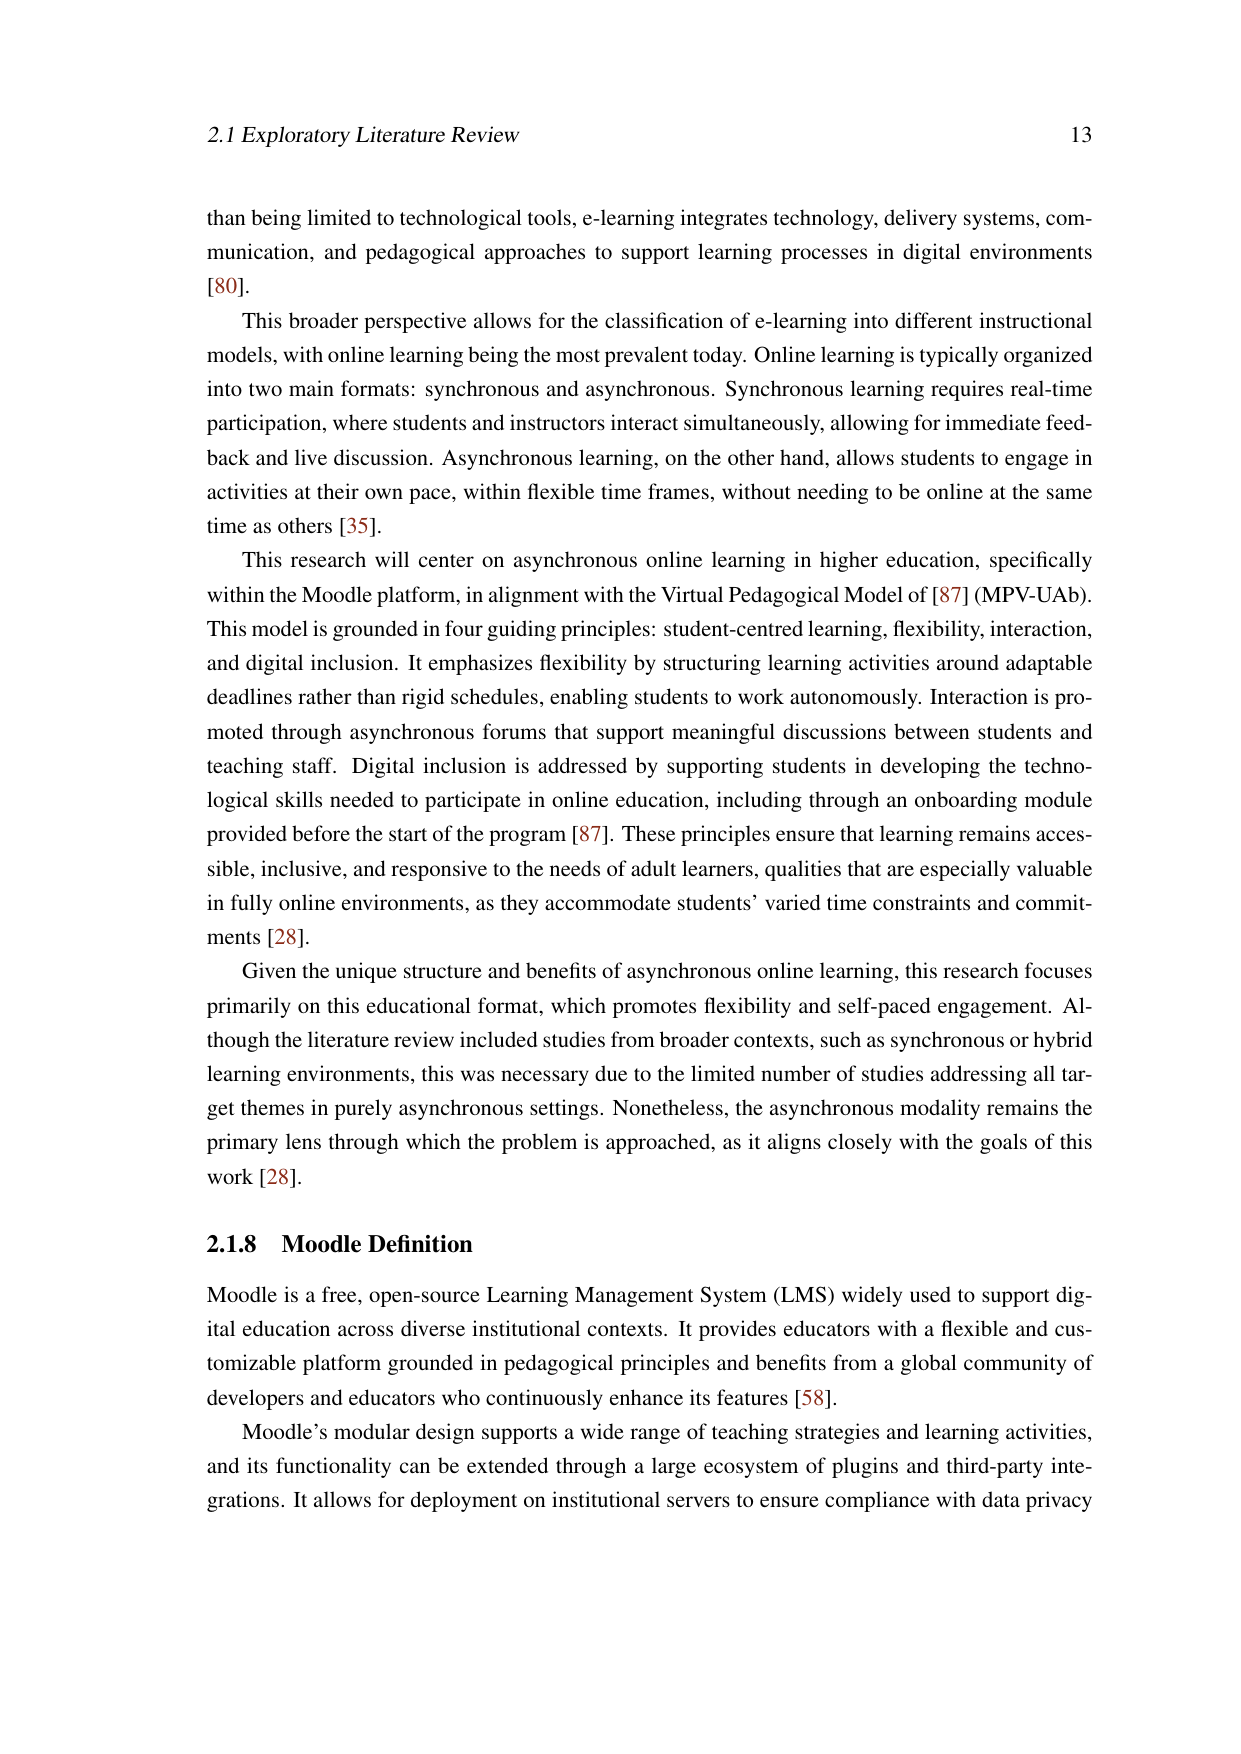 2.1 Exploratory Literature Review 13
than being limited to technological tools, e-learning integrates technology, delivery systems, com-
munication, and pedagogical approaches to support learning processes in digital environments
[80].
This broader perspective allows for the classification of e-learning into different instructional
models, with online learning being the most prevalent today. Online learning is typically organized
into two main formats: synchronous and asynchronous. Synchronous learning requires real-time
participation, where students and instructors interact simultaneously, allowing for immediate feed-
back and live discussion. Asynchronous learning, on the other hand, allows students to engage in
activities at their own pace, within flexible time frames, without needing to be online at the same
time as others [35].
This research will center on asynchronous online learning in higher education, specifically
within the Moodle platform, in alignment with the Virtual Pedagogical Model of [87] (MPV-UAb).
This model is grounded in four guiding principles: student-centred learning, flexibility, interaction,
and digital inclusion. It emphasizes flexibility by structuring learning activities around adaptable
deadlines rather than rigid schedules, enabling students to work autonomously. Interaction is pro-
moted through asynchronous forums that support meaningful discussions between students and
teaching staff. Digital inclusion is addressed by supporting students in developing the techno-
logical skills needed to participate in online education, including through an onboarding module
provided before the start of the program [87]. These principles ensure that learning remains acces-
sible, inclusive, and responsive to the needs of adult learners, qualities that are especially valuable
in fully online environments, as they accommodate students’ varied time constraints and commit-
ments [28].
Given the unique structure and benefits of asynchronous online learning, this research focuses
primarily on this educational format, which promotes flexibility and self-paced engagement. Al-
though the literature review included studies from broader contexts, such as synchronous or hybrid
learning environments, this was necessary due to the limited number of studies addressing all tar-
get themes in purely asynchronous settings. Nonetheless, the asynchronous modality remains the
primary lens through which the problem is approached, as it aligns closely with the goals of this
work [28].
2.1.8 Moodle Definition
Moodle is a free, open-source Learning Management System (LMS) widely used to support dig-
ital education across diverse institutional contexts. It provides educators with a flexible and cus-
tomizable platform grounded in pedagogical principles and benefits from a global community of
developers and educators who continuously enhance its features [58].
Moodle’s modular design supports a wide range of teaching strategies and learning activities,
and its functionality can be extended through a large ecosystem of plugins and third-party inte-
grations. It allows for deployment on institutional servers to ensure compliance with data privacy